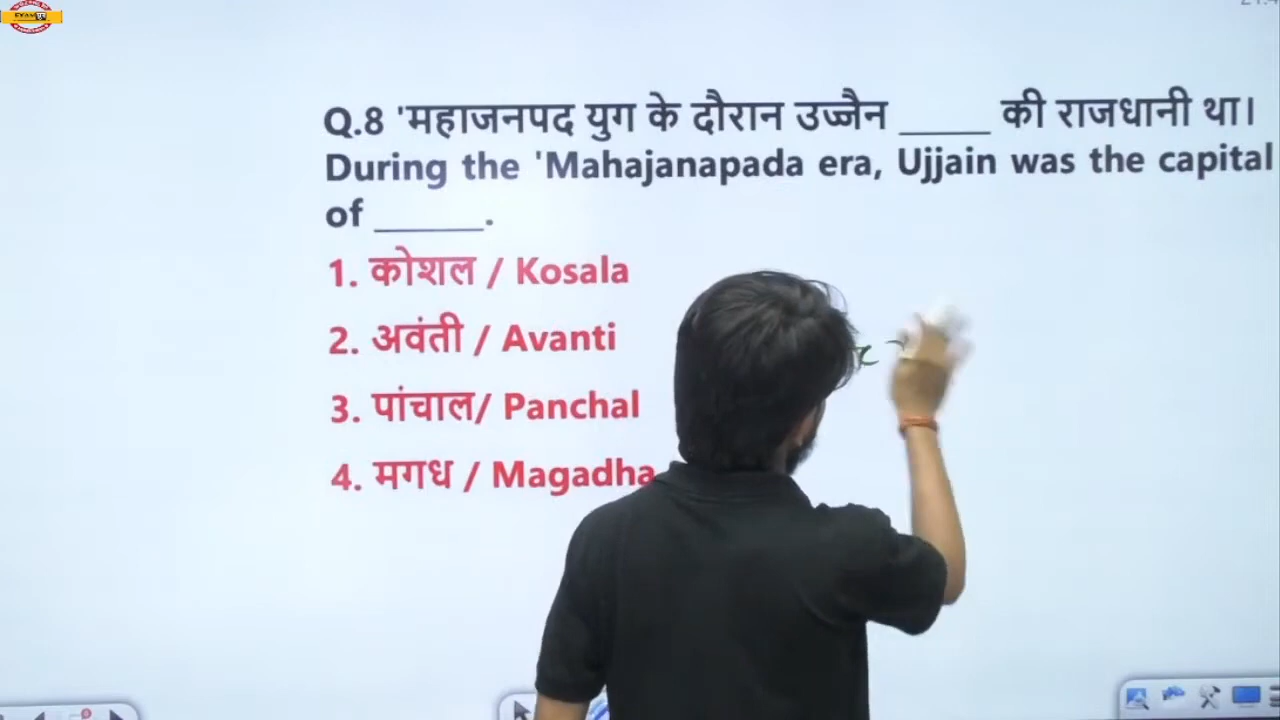 Q.8 'महाजनपद युग के दौरान उज्जैन _____ की राजधानी था।
During the 'Mahajanapada era, Ujjain was the capital
of ______.
1. कोशल / Kosala
2. अवंती / Avanti
3. पांचाल/ Panchal
4. मगध / Magadha